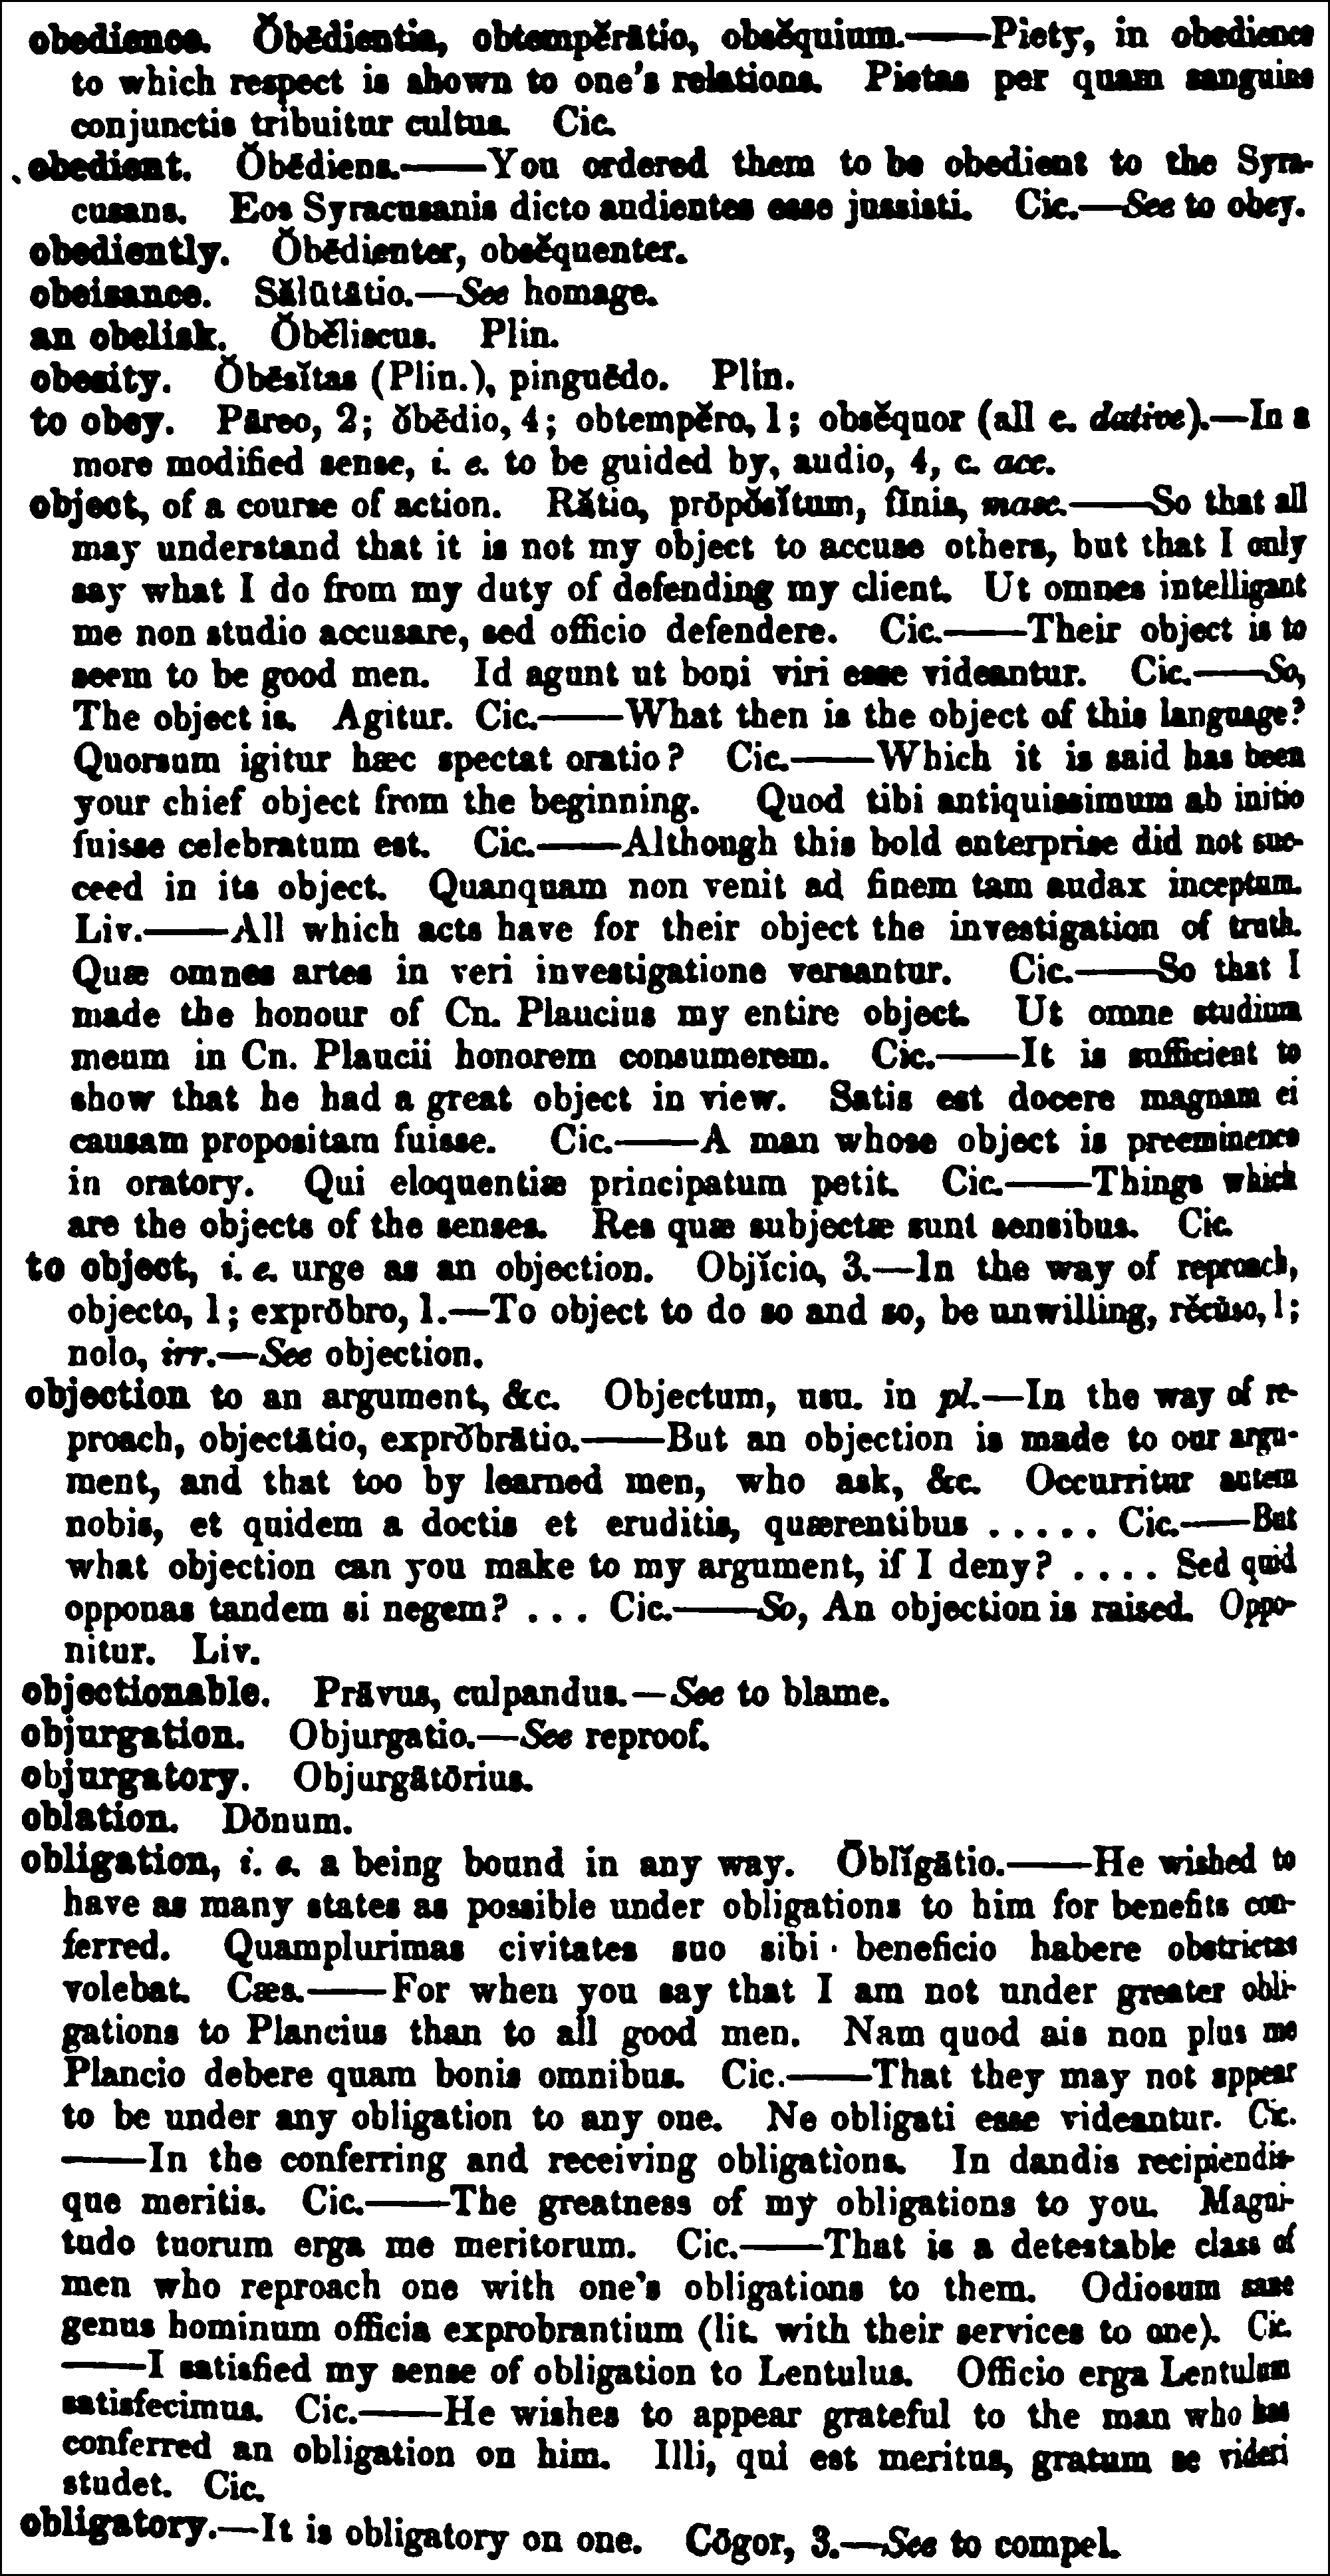 obedience. Ŏbēdientia, obtempĕrātio, obsĕquium.——Piety, in obedience
to which respect is shown to one's relations. Pietas per quam sanguine
conjunctis tribuitur cultus. Cic.
obedient. Ŏbēdiens.——You ordered them to be obedient to the Syra-
cusans. Eos Syracusanis dicto audientes esse jussisti. Cic.—See to obey.
obediently. Ŏbēdienter, obsĕquenter.
obeisance. Sălūtātio.—See homage.
an obelisk. Ŏbĕliscus. Plin.
obesity. Ŏbēsĭtas (Plin.), pinguēdo. Plin.
to obey. Pāreo, 2; ŏbēdio, 4; obtempĕro, 1; obsĕquor (all c. dative).—In a
more modified sense, i. e. to be guided by, audio, 4, c. acc.
object, of a course of action. Rătio, prōpŏsĭtum, fīnis, masc.——So that all
may understand that it is not my object to accuse others, but that I only
say what I do from my duty of defending my client. Ut omnes intelligant
me non studio accusare, sed officio defendere. Cic.——Their object is to
seem to be good men. Id agunt ut boni viri esse videantur. Cic.——So,
The object is. Agitur. Cic.——What then is the object of this language?
Quorsum igitur hæc spectat oratio? Cic.——Which it is said has been
your chief object from the beginning. Quod tibi antiquissimum ab initio
fuisse celebratum est. Cic.——Although this bold enterprise did not suc-
ceed in its object. Quanquam non venit ad finem tam audax inceptum.
Liv.——All which acts have for their object the investigation of truth.
Quæ omnes artes in veri investigatione versantur. Cic.——So that I
made the honour of Cn. Plaucius my entire object. Ut omne studium
meum in Cn. Plaucii honorem consumerem. Cic.——It is sufficient to
show that he had a great object in view. Satis est docere magnam ei
causam propositam fuisse. Cic.——A man whose object is preeminence
in oratory. Qui eloquentiæ principatum petit. Cic.——Things which
are the objects of the senses. Res quæ subjectæ sunt sensibus. Cic.
to object, i. e. urge as an objection. Objĭcio, 3.—In the way of reproach,
objecto, 1; exprōbro, 1.—To object to do so and so, be unwilling, rĕcūso, 1;
nolo, irr.—See objection.
objection to an argument, &c. Objectum, usu. in pl.—In the way of re-
proach, objectātio, exprŏbrātio.——But an objection is made to our argu-
ment, and that too by learned men, who ask, &c. Occurritur autem
nobis, et quidem a doctis et eruditis, quærentibus ..... Cic.——But
what objection can you make to my argument, if I deny? .... Sed quid
opponas tandem si negem? ... Cic.——So, An objection is raised. Oppo-
nitur. Liv.
objectionable. Prāvus, culpandus.—See to blame.
objurgation. Objurgatio.—See reproof.
objurgatory. Objurgātōrius.
oblation. Dōnum.
obligation, i. e. a being bound in any way. Ōblĭgātio.——He wished to
have as many states as possible under obligations to him for benefits con-
ferred. Quamplurimas civitates suo sibi beneficio habere obstrictas
volebat. Cæs.——For when you say that I am not under greater obli-
gations to Plancius than to all good men. Nam quod ais non plus me
Plancio debere quam bonis omnibus. Cic.——That they may not appear
to be under any obligation to any one. Ne obligati esse videantur. Cic.
——In the conferring and receiving obligations. In dandis recipiendis-
que meritis. Cic.——The greatness of my obligations to you. Magni-
tudo tuorum erga me meritorum. Cic.——That is a detestable class of
men who reproach one with one's obligations to them. Odiosum sane
genus hominum officia exprobrantium (lit. with their services to one). Cic.
——I satisfied my sense of obligation to Lentulus. Officio erga Lentulum
satisfecimus. Cic.——He wishes to appear grateful to the man who has
conferred an obligation on him. Illi, qui est meritus, gratum se videri
studet. Cic.
obligatory.—It is obligatory on one. Cōgor, 3.—See to compel.